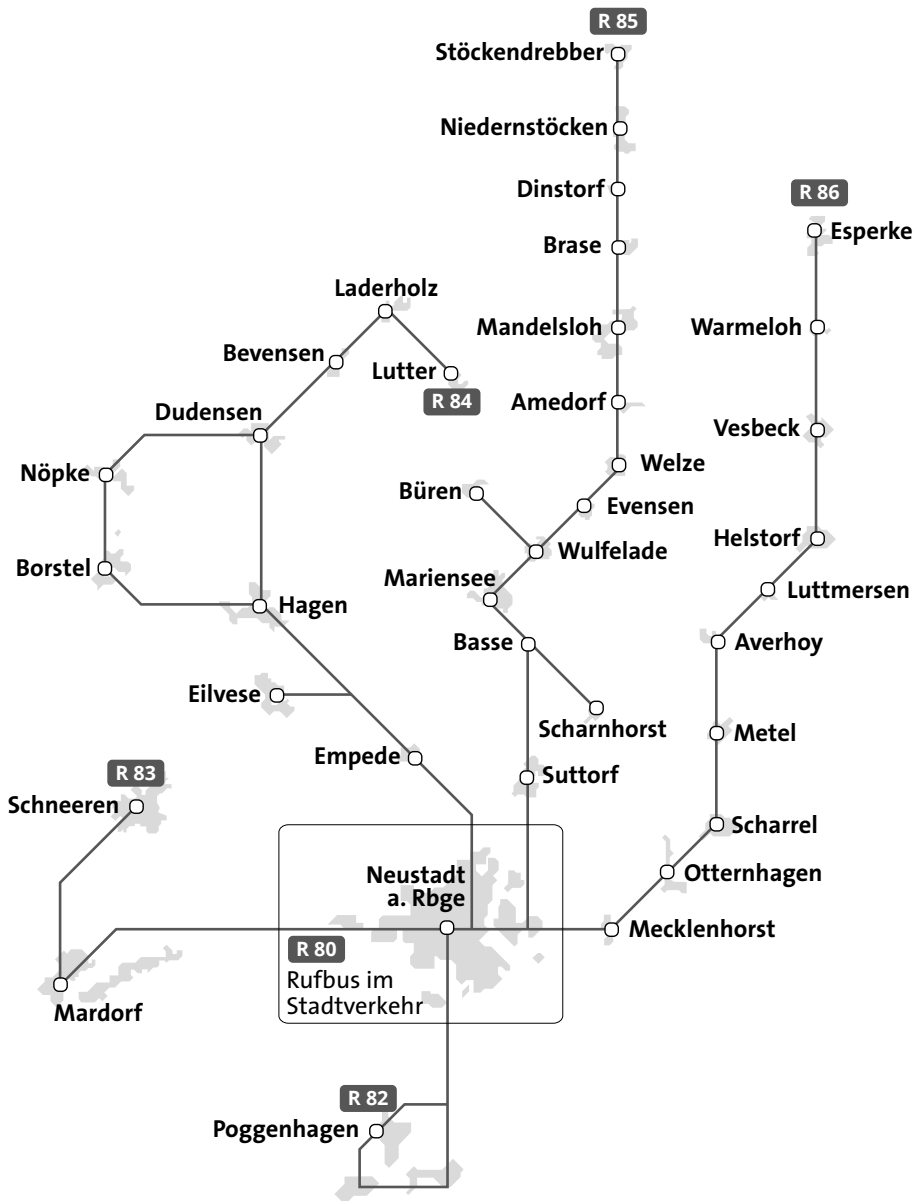 R 85
Stöckendrebber
Niedernstöcken
Dinstorf
R 86
Esperke
Brase
Laderholz
Mandelsloh
Warmeloh
Bevensen
Lutter
R 84
Amedorf
Dudensen
Vesbeck
Nöpke
Welze
Büren
Evensen
Helstorf
Wulfelade
Borstel
Mariensee
Luttmersen
Hagen
Basse
Averhoy
Eilvese
Scharnhorst
Metel
Empede
R 83
Suttorf
Schneeren
Scharrel
Neustadt
a. Rbge
Otternhagen
Mecklenhorst
R 80
Rufbus im
Stadtverkehr
Mardorf
R 82
Poggenhagen